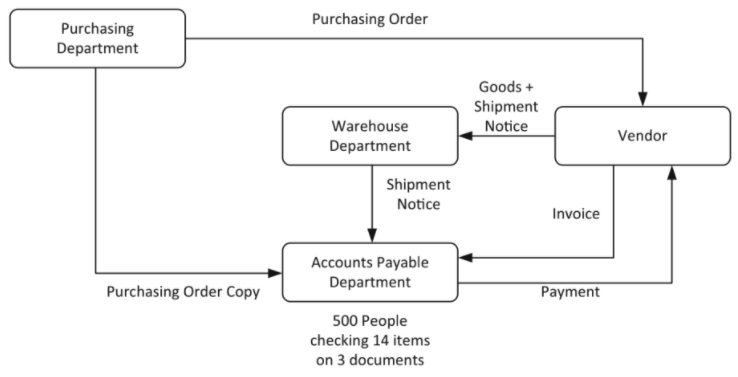 Purchasing Order
Purchasing
Department
Goods +
Shipment
Notice
Warehouse
Department
Vendor
Shipment
Notice
Invoice
Accounts Payable
Department
Purchasing Order Copy
Payment
500 People
checking 14 items
on 3 documents